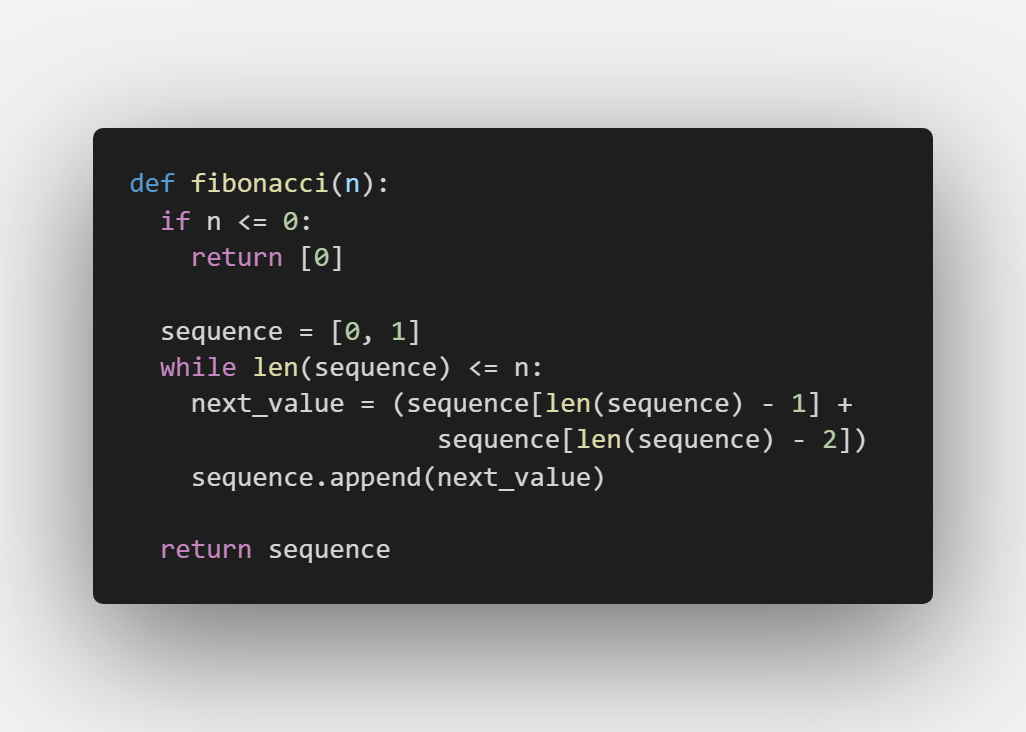 def fibonacci(n):
  if n <= 0:
    return [0]

  sequence = [0, 1]
  while len(sequence) <= n:
    next_value = (sequence[len(sequence) - 1] +
                    sequence[len(sequence) - 2])
    sequence.append(next_value)

  return sequence